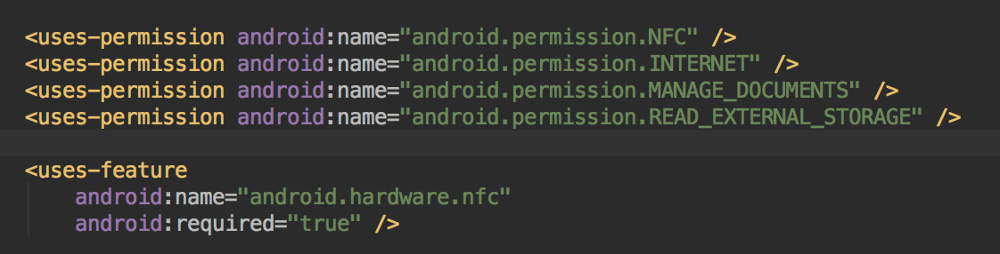 <uses-permission android:name="android.permission.NFC" />
<uses-permission android:name="android.permission.INTERNET" />
<uses-permission android:name="android.permission.MANAGE_DOCUMENTS" />
<uses-permission android:name="android.permission.READ_EXTERNAL_STORAGE" />
<uses-feature
android:name="android.hardware.nfc"
android:required="true" />